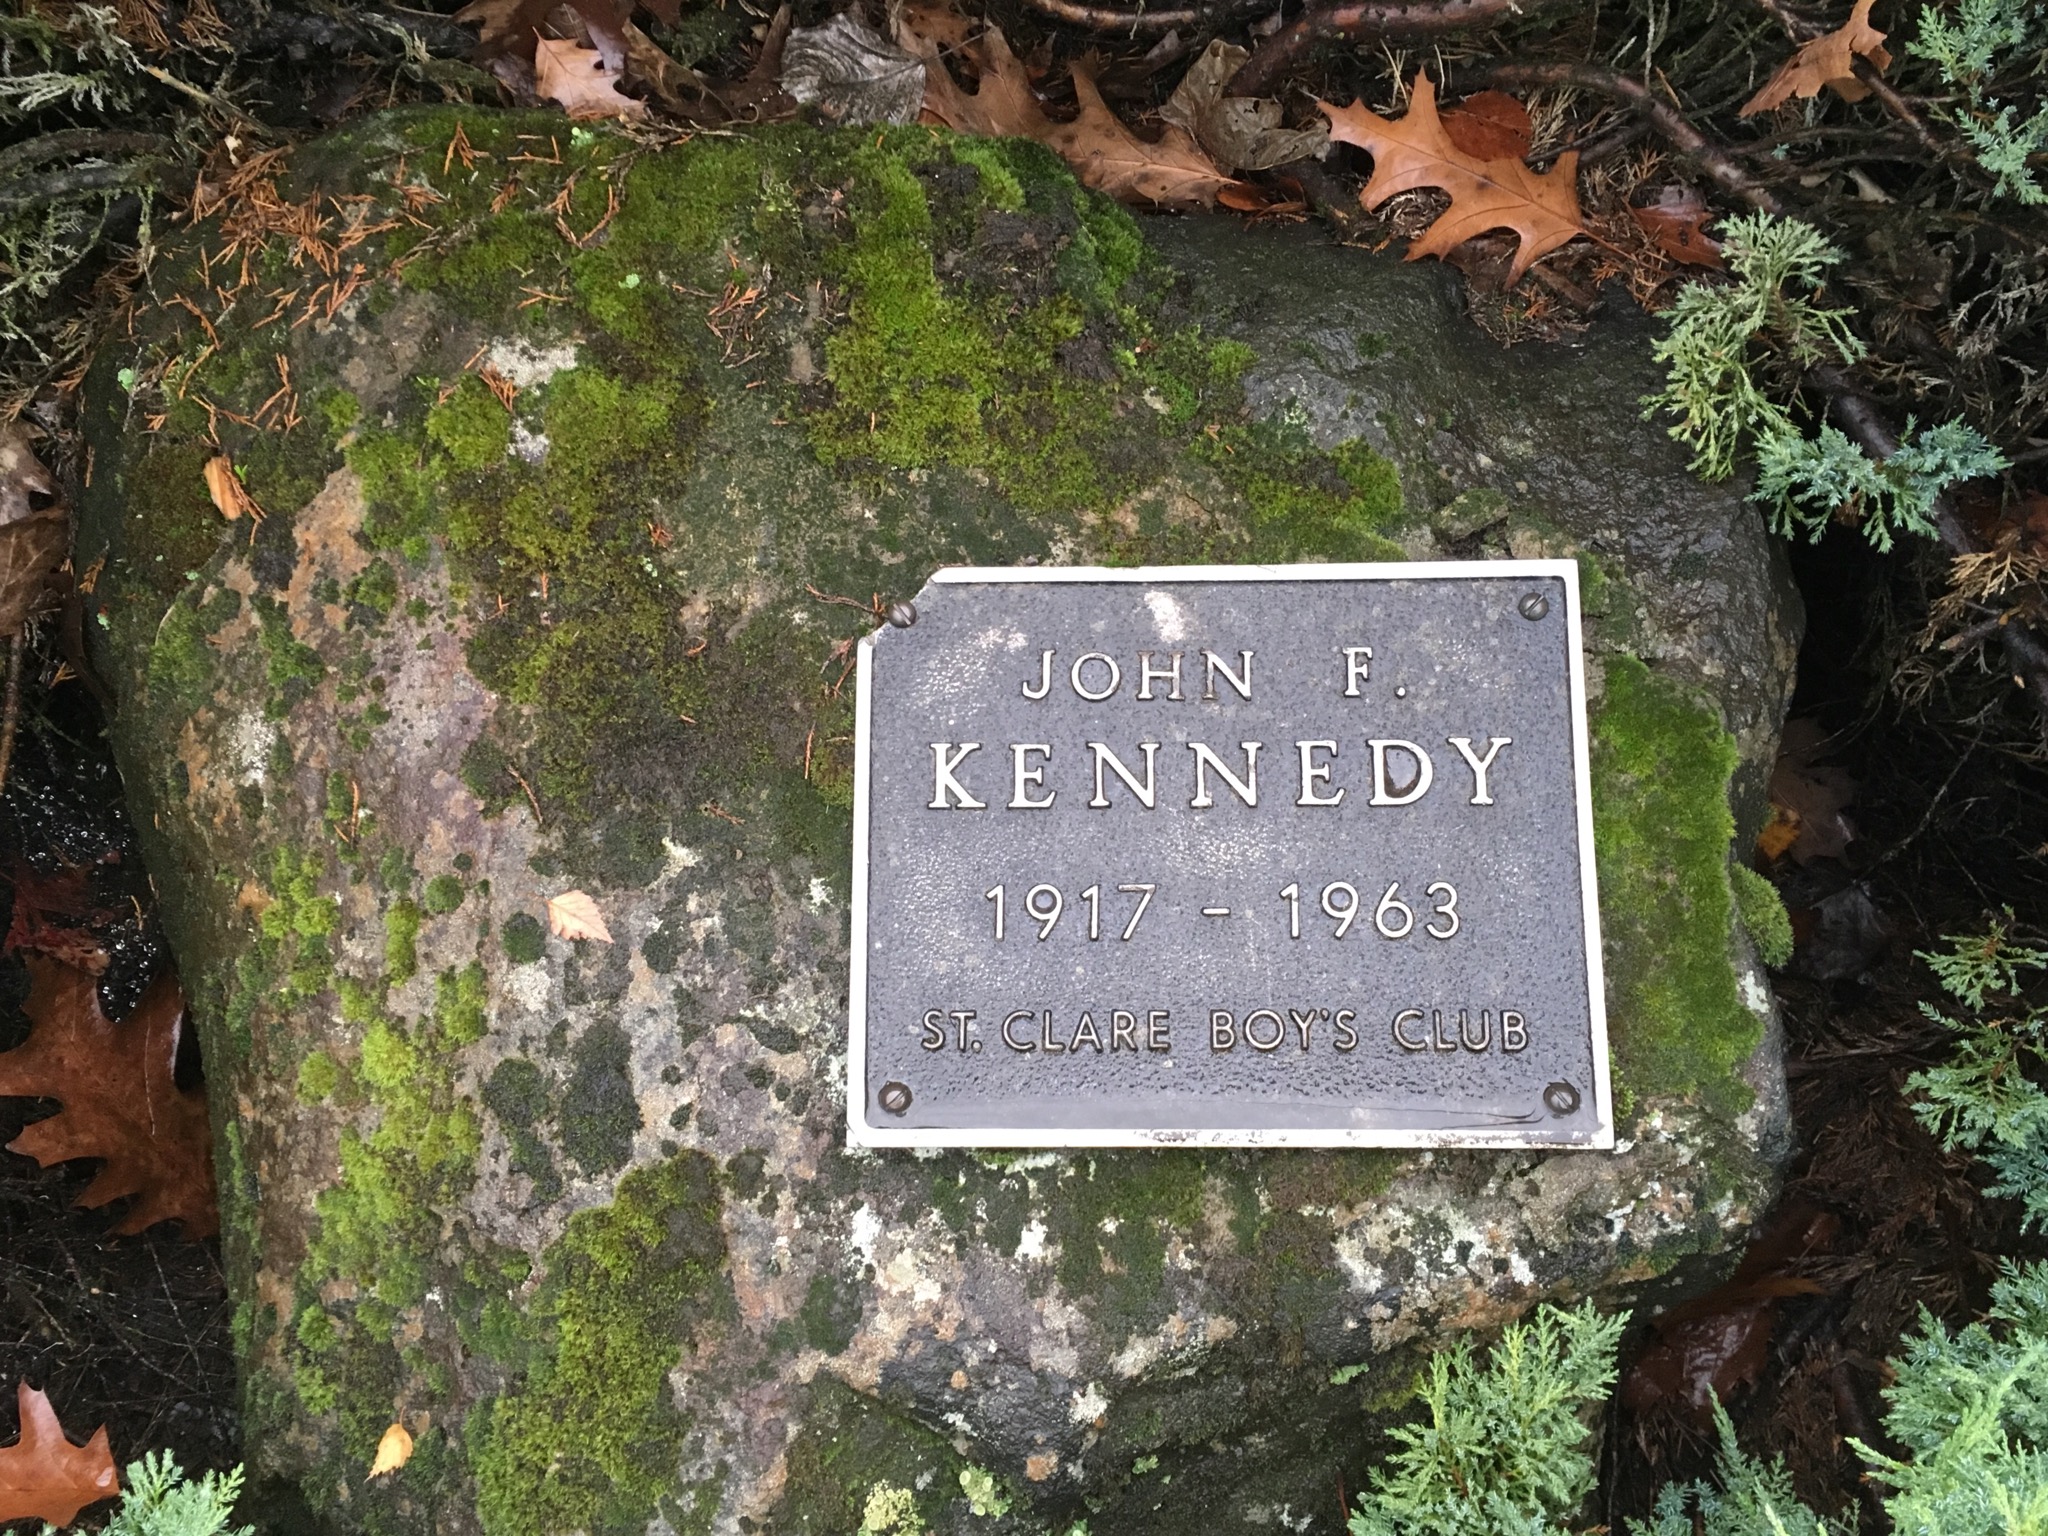 JOHN F.
KENNEDY
1917 - 1963
ST. CLARE BOY'S CLUB